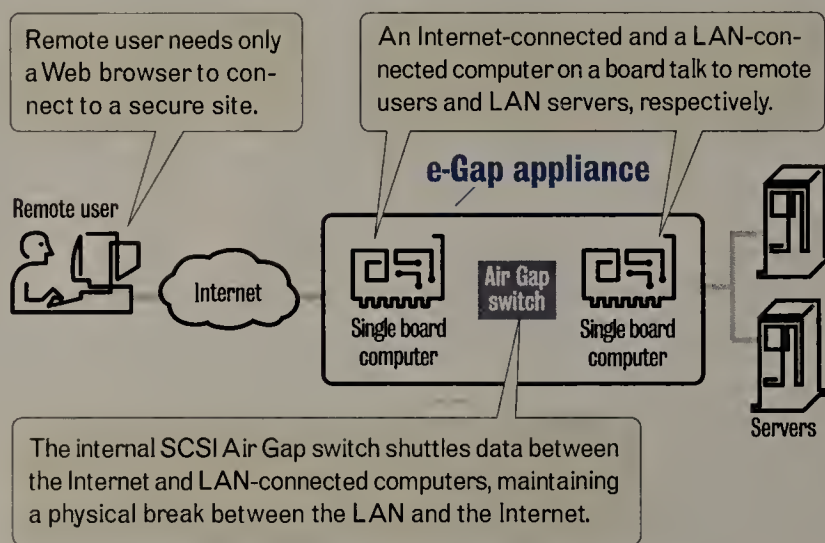 Remote user needs only
a Web browser to con-
nect to a secure site.
An Internet-connected and a LAN-con-
nected computer on a board talk to remote
users and LAN servers, respectively.
e-Gap appliance
Remote user
Internet
Single board
computer
Air Gap
switch
Single board
computer
Servers
The internal SCSI Air Gap switch shuttles data between
the Internet and LAN-connected computers, maintaining
a physical break between the LAN and the Internet.